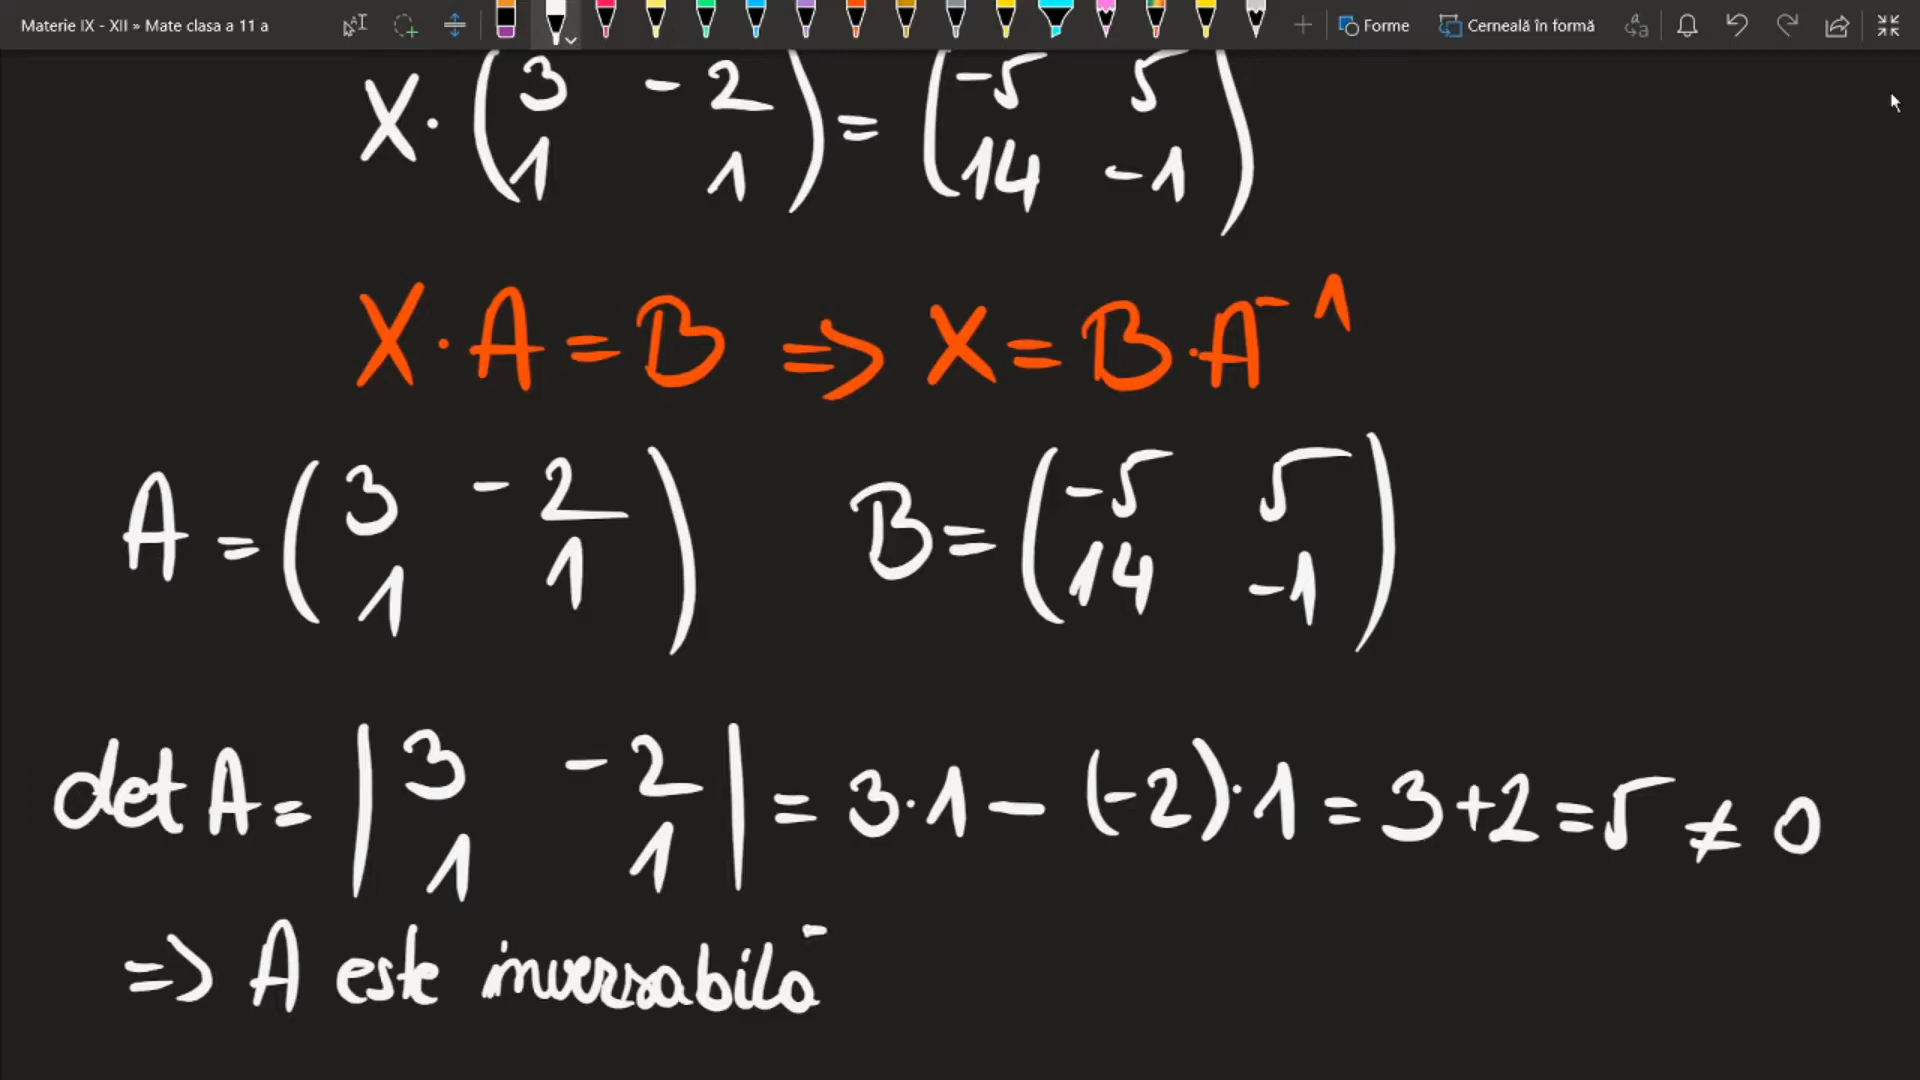 Materie IX - XII » Mate clasa a 11 a
Forme
Cerneală în formă
X · ( 3 -2 ) = ( -5 5 )
1 1 14 -1
X · A = B => X = B · A⁻¹
A = ( 3 -2 ) B = ( -5 5 )
1 1 14 -1
det A = | 3 -2 | = 3·1 - (-2)·1 = 3+2 = 5 ≠ 0
1 1
=> A este inversabilă